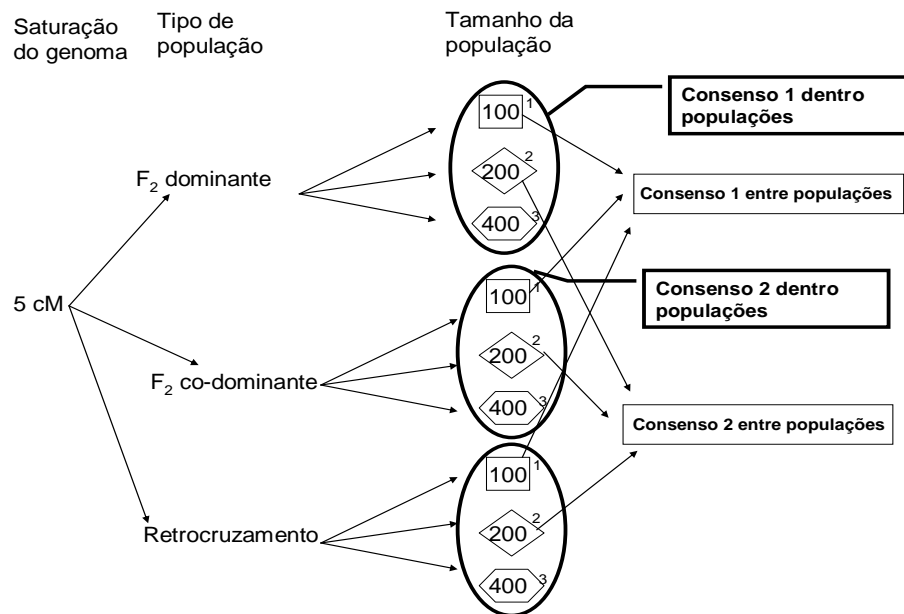 Saturação
do genoma
Tipo de
população
Tamanho da
população
100 1
200 2
400 3
Consenso 1 dentro
populações
F2 dominante
Consenso 1 entre populações
5 cM
100 1
200 2
400 3
Consenso 2 dentro
populações
F2 co-dominante
Consenso 2 entre populações
100 1
200 2
400 3
Retrocruzamento